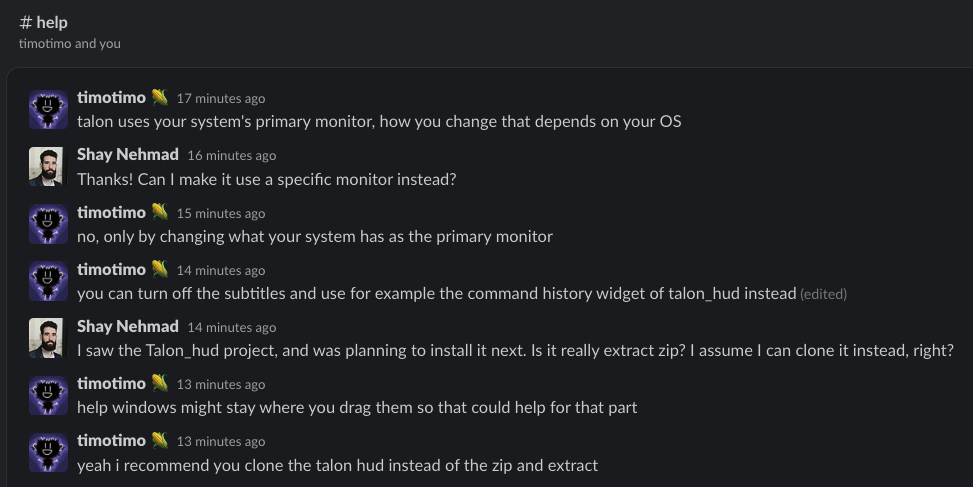 # help
timotimo and you
timotimo 🌽 17 minutes ago
talon uses your system's primary monitor, how you change that depends on your OS
Shay Nehmad 16 minutes ago
Thanks! Can I make it use a specific monitor instead?
timotimo 🌽 15 minutes ago
no, only by changing what your system has as the primary monitor
timotimo 🌽 14 minutes ago
you can turn off the subtitles and use for example the command history widget of talon_hud instead (edited)
Shay Nehmad 14 minutes ago
I saw the Talon_hud project, and was planning to install it next. Is it really extract zip? I assume I can clone it instead, right?
timotimo 🌽 13 minutes ago
help windows might stay where you drag them so that could help for that part
timotimo 🌽 13 minutes ago
yeah i recommend you clone the talon hud instead of the zip and extract